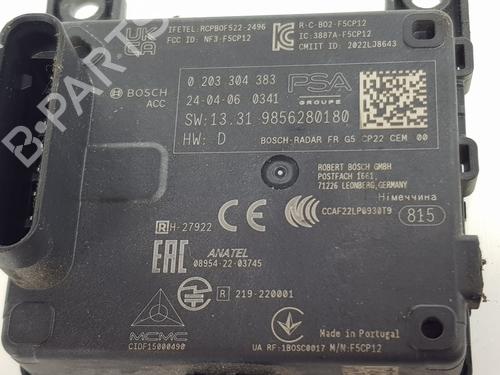 UK
CA
IFETEL: RCPBOF522-2496
FCC ID: NF3-F5CP12
R-C-BO2-F5CP12
IC:3887A-F5CP12
CMIIT ID: 2022LJ8643
BOSCH
ACC
0 203 304 383
24-04-06 0341
PSA
GROUPE
SW:13.31 9856280180
HW: D
BOSCH-RADAR FR G5 CP22 CEM 00
ROBERT BOSCH GMBH
POSTFACH 1661,
71226 LEONBERG,GERMANY
Німеччина
CCAF22LP0930T9
815
R H-27922
CE
CCC
EAC
ANATEL
08954-22-03745
R 219-220001
MCMC
CIDF15000490
Made in Portugal
UA RF:1BOSC0017 M/N:F5CP12
B-PARTS